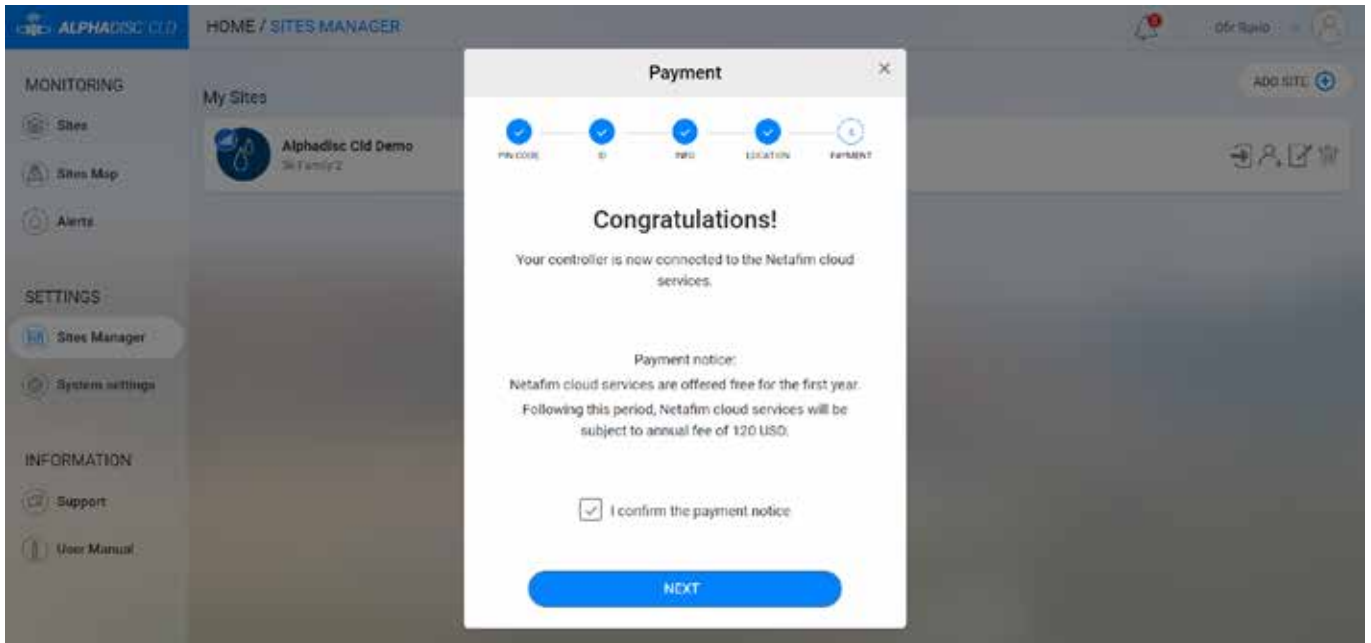 ALPHADISC CLD
HOME / SITES MANAGER
MONITORING
Sites
Sites Map
Alerts
SETTINGS
Sites Manager
System settings
INFORMATION
Support
User Manual
My Sites
ADD SITE
Alphadisc Cld Demo
Payment
PIN CODE
ID
INFO
LOCATION
PAYMENT
Congratulations!
Your controller is now connected to the Netafim cloud
services.
Payment notice:
Netafim cloud services are offered free for the first year.
Following this period, Netafim cloud services will be
subject to annual fee of 120 USD.
I confirm the payment notice
NEXT